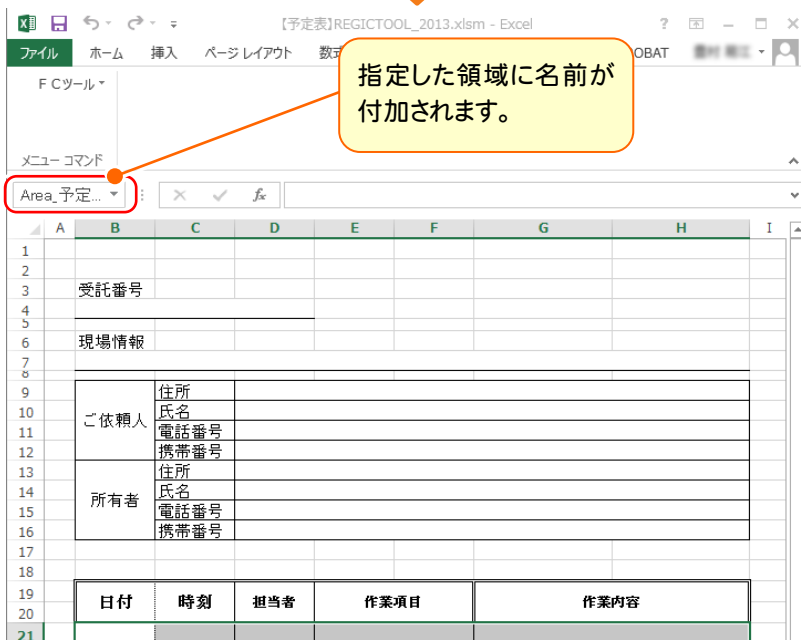 【予定表】REGICTOOL_2013.xlsm - Excel
ファイル ホーム 挿入 ページ レイアウト 数式 OBAT
指定した領域に名前が
付加されます。
ＦＣツール
メニュー コマンド
Area_予定... fx
A B C D E F G H I
1
2
3 受託番号
4
5
6 現場情報
7
8
9 住所
10 ご依頼人 氏名
11 電話番号
12 携帯番号
13 住所
14 所有者 氏名
15 電話番号
16 携帯番号
17
18
19 日付 時刻 担当者 作業項目 作業内容
20
21